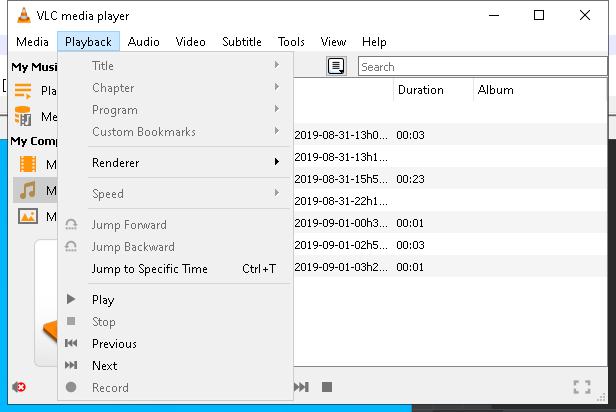 VLC media player
Media Playback Audio Video Subtitle Tools View Help
My Musi
Pla
Me
My Comp
M
M
M
Title
Chapter
Program
Custom Bookmarks
Renderer
Speed
Jump Forward
Jump Backward
Jump to Specific Time Ctrl+T
Play
Stop
Previous
Next
Record
Search
Duration Album
2019-08-31-13h0... 00:03
2019-08-31-13h1...
2019-08-31-15h5... 00:23
2019-08-31-22h1...
2019-09-01-00h3... 00:01
2019-09-01-02h5... 00:03
2019-09-01-03h2... 00:01